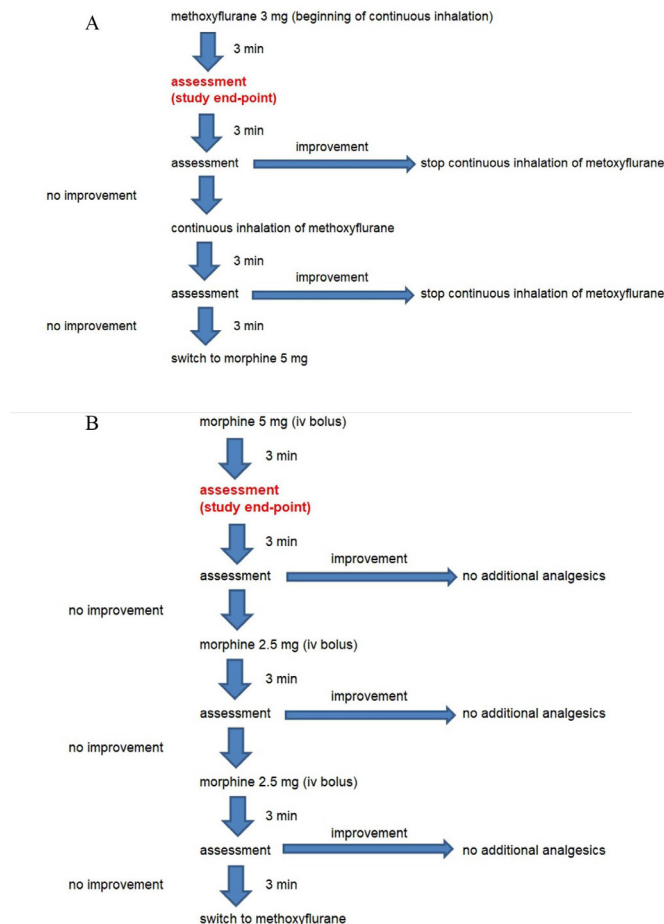 A
methoxyflurane 3 mg (beginning of continuous inhalation)
3 min
assessment
(study end-point)
3 min
improvement
assessment
stop continuous inhalation of metoxyflurane
no improvement
continuous inhalation of methoxyflurane
3 min
improvement
assessment
stop continuous inhalation of metoxyflurane
no improvement
3 min
switch to morphine 5 mg
B
morphine 5 mg (iv bolus)
3 min
assessment
(study end-point)
3 min
improvement
assessment
no additional analgesics
no improvement
morphine 2.5 mg (iv bolus)
3 min
improvement
assessment
no additional analgesics
no improvement
morphine 2.5 mg (iv bolus)
3 min
improvement
assessment
no additional analgesics
no improvement
3 min
switch to methoxyflurane